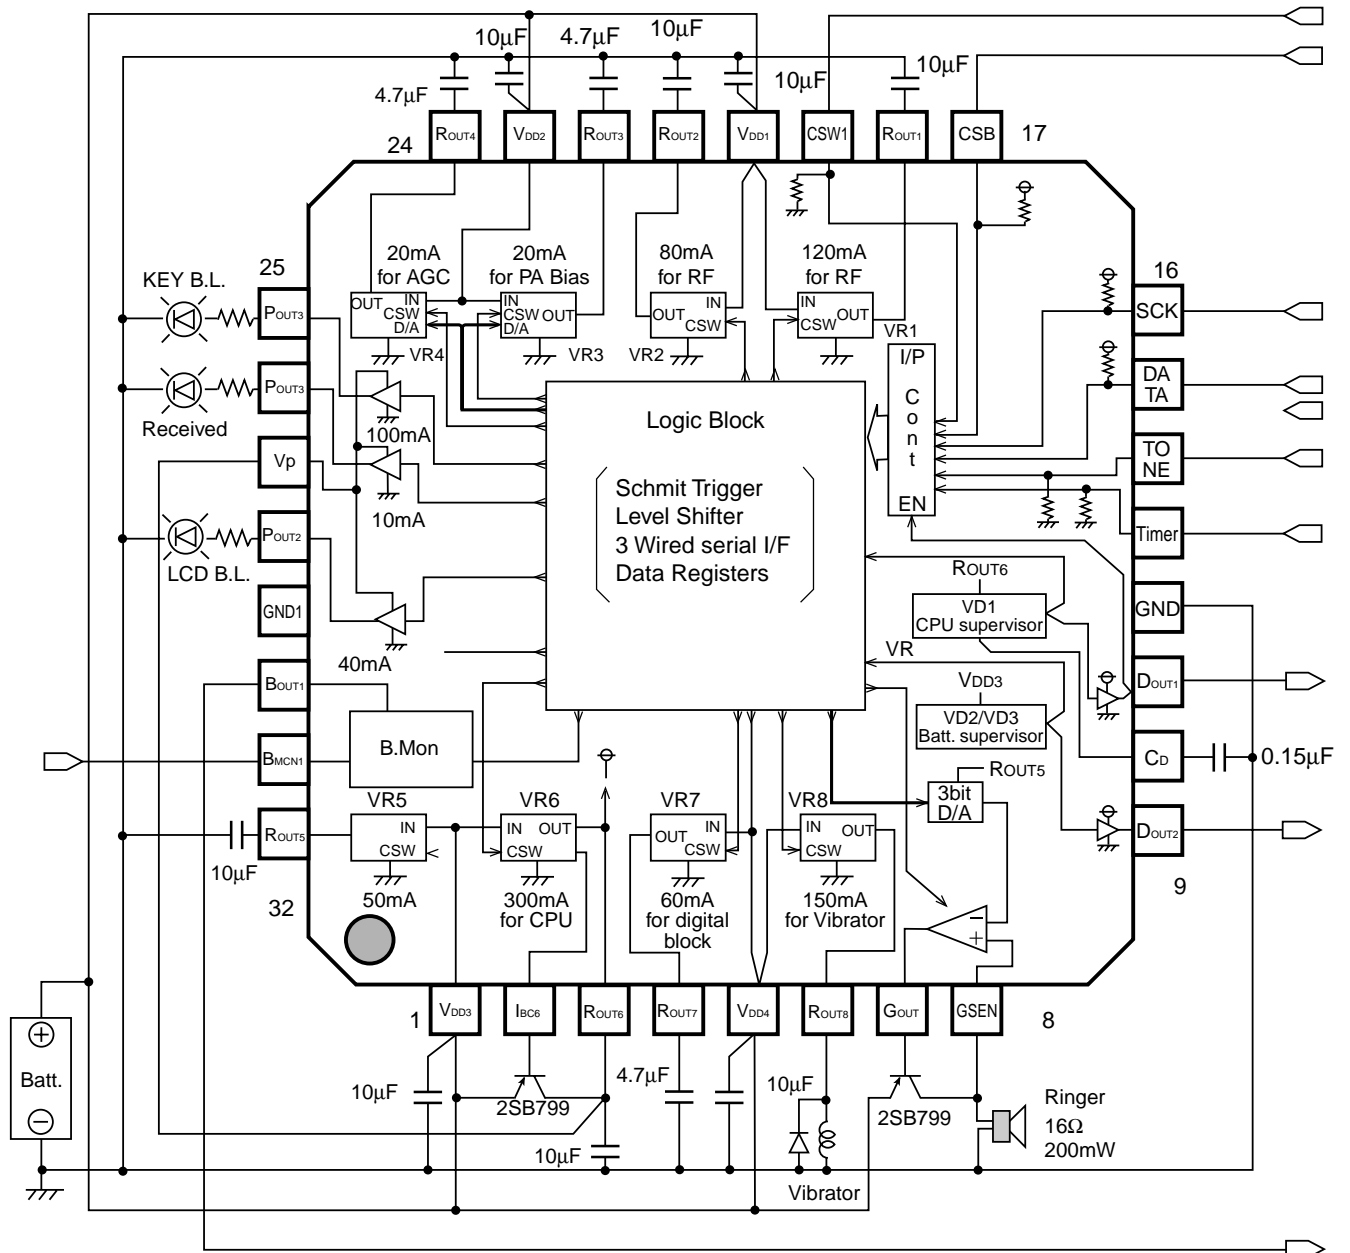 10μF
4.7μF
10μF
10μF
10μF
4.7μF
24
ROUT4
VDD2
ROUT3
ROUT2
VDD1
CSW1
ROUT1
CSB
17
20mA
for AGC
20mA
for PA Bias
80mA
for RF
120mA
for RF
OUT
IN
CSW
D/A
VR4
IN
CSW
D/A
OUT
VR3
OUT
IN
CSW
VR2
IN
CSW
OUT
VR1
25
KEY B.L.
POUT3
POUT3
Received
Vp
POUT2
LCD B.L.
GND1
BOUT1
BMCN1
ROUT5
10μF
32
100mA
10mA
40mA
Logic Block
Schmit Trigger
Level Shifter
3 Wired serial I/F
Data Registers
I/P
C
o
n
t
EN
16
SCK
DA
TA
TO
NE
Timer
GND
DOUT1
CD
0.15μF
DOUT2
9
ROUT6
VD1
CPU supervisor
VR
VDD3
VD2/VD3
Batt. supervisor
ROUT5
3bit
D/A
B.Mon
VR5
IN
CSW
50mA
VR6
IN
OUT
CSW
300mA
for CPU
VR7
OUT
IN
CSW
60mA
for digital
block
VR8
IN
OUT
CSW
150mA
for Vibrator
−
+
1
VDD3
IBC6
ROUT6
ROUT7
VDD4
ROUT8
GOUT
GSEN
8
+
Batt.
−
10μF
2SB799
10μF
4.7μF
10μF
Vibrator
2SB799
Ringer
16Ω
200mW